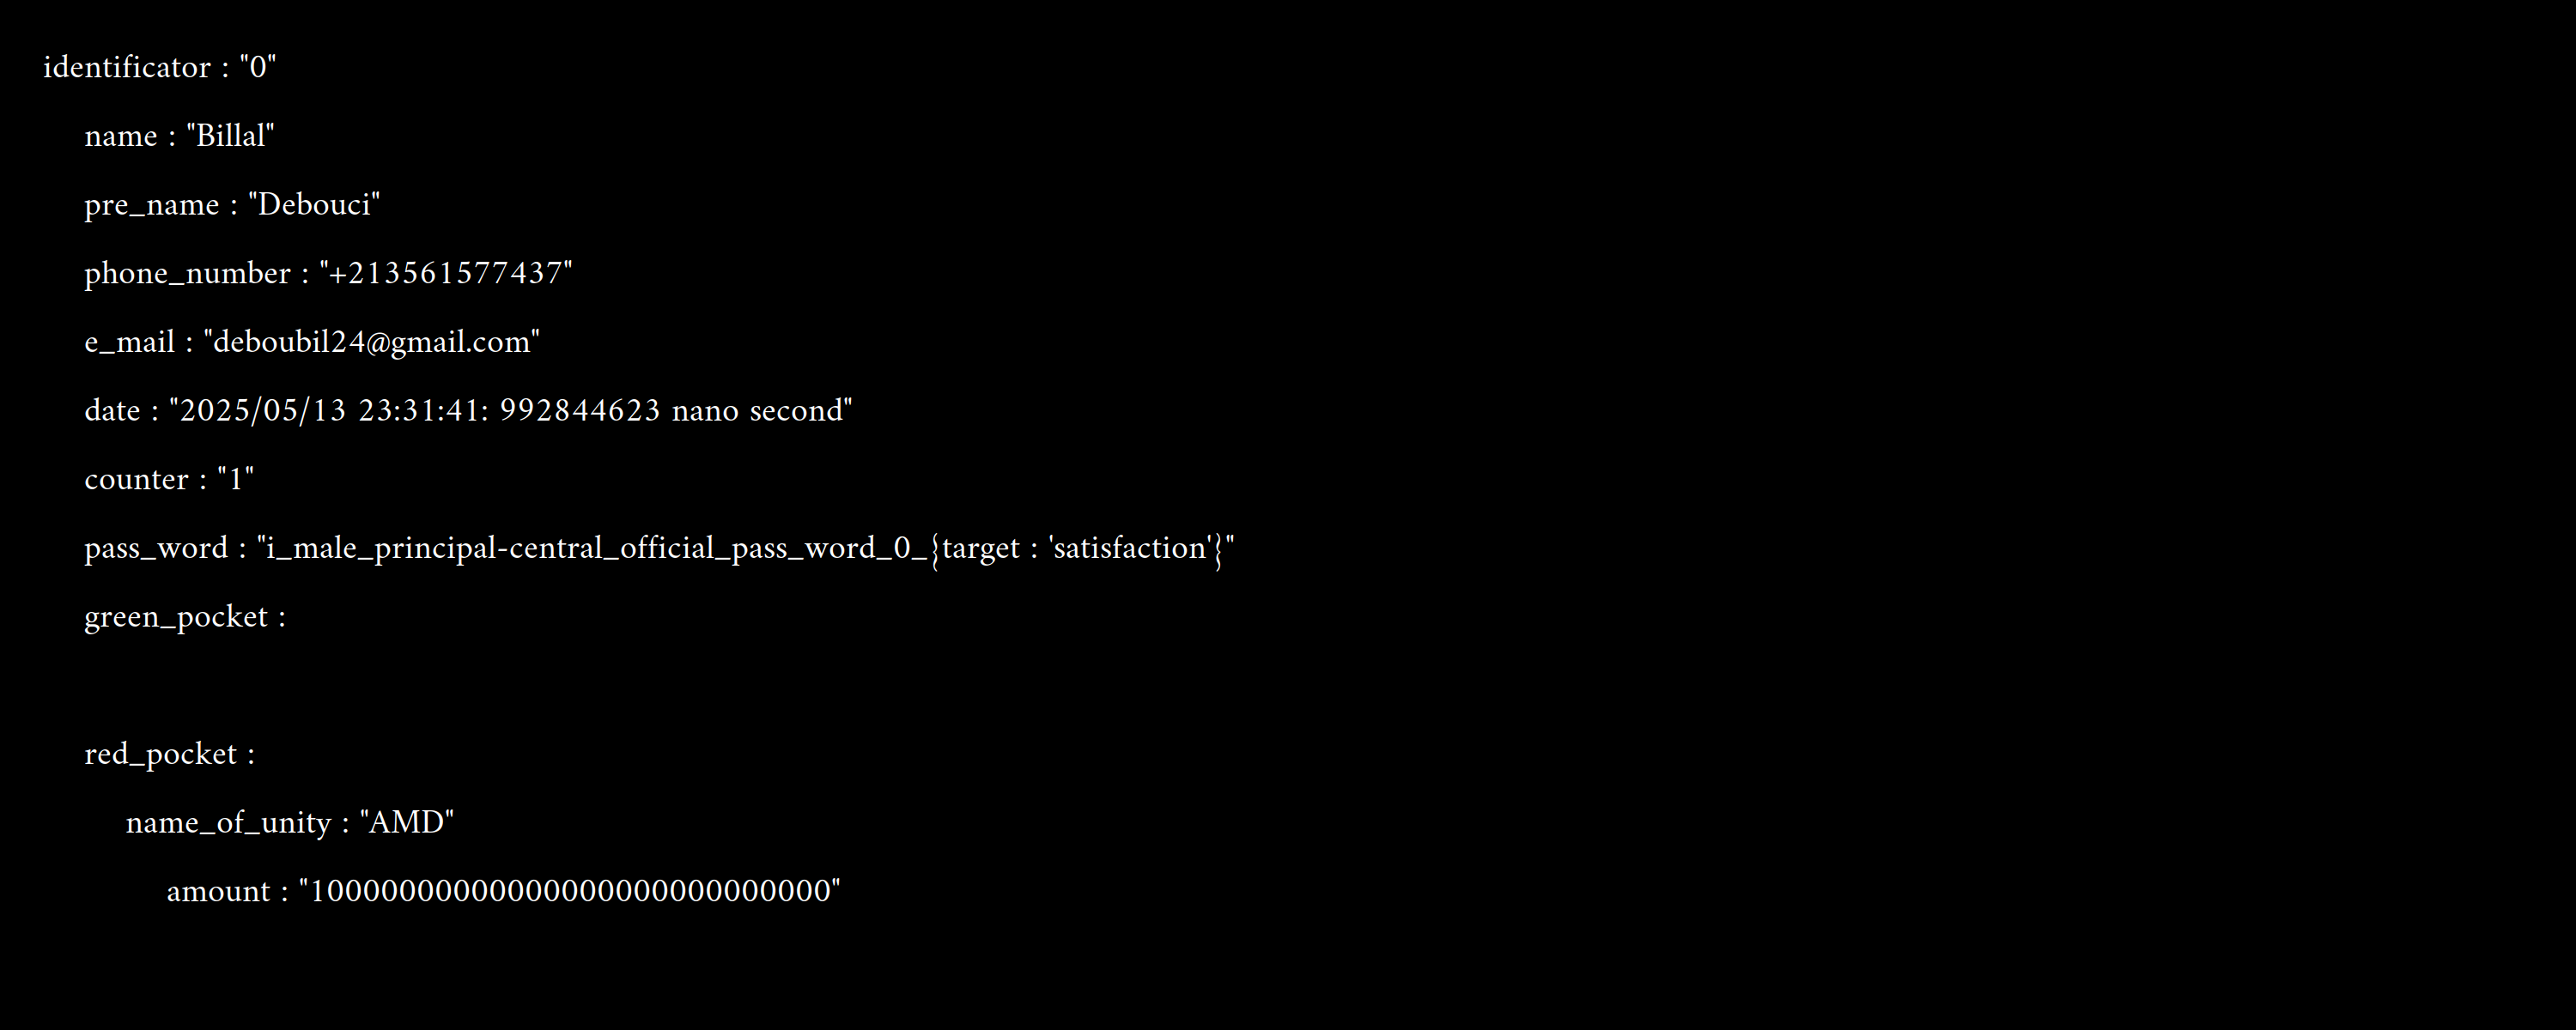 identificator : "0"
name : "Billal"
pre_name : "Debouci"
phone_number : "+213561577437"
e_mail : "deboubil24@gmail.com"
date : "2025/05/13 23:31:41: 992844623 nano second"
counter : "1"
pass_word : "i_male_principal-central_official_pass_word_0_{target : 'satisfaction'}"
green_pocket :
red_pocket :
name_of_unity : "AMD"
amount : "10000000000000000000000000000"